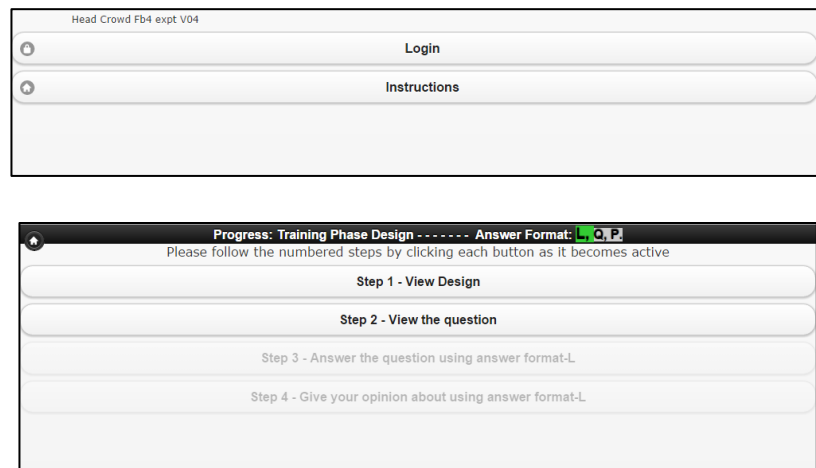 Head Crowd Fb4 expt V04
Login
Instructions
Progress: Training Phase Design - - - - - - - Answer Format: L, Q, P.
Please follow the numbered steps by clicking each button as it becomes active
Step 1 - View Design
Step 2 - View the question
Step 3 - Answer the question using answer format-L
Step 4 - Give your opinion about using answer format-L